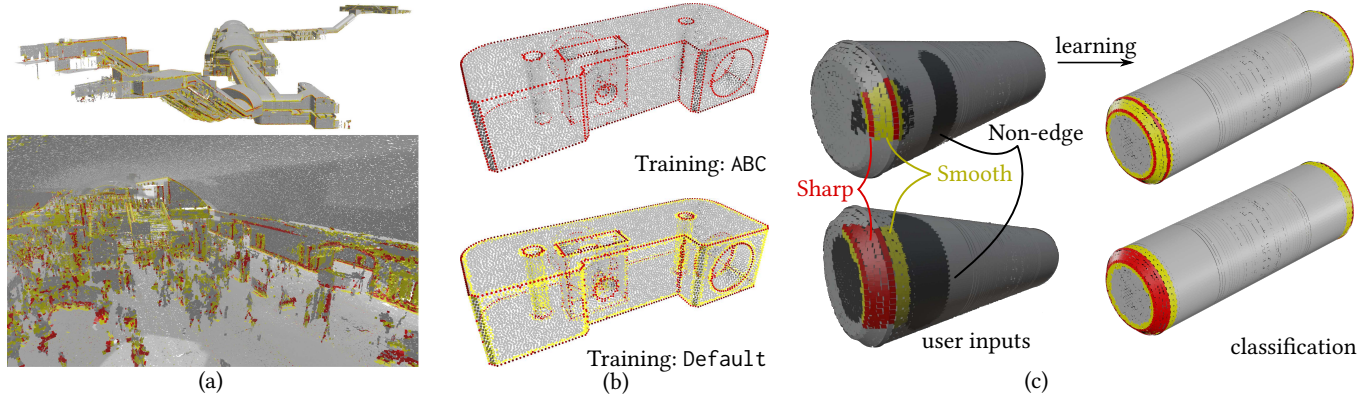 learning
Non-edge
Training: ABC
Sharp
Smooth
Training: Default
user inputs
classification
(a)
(b)
(c)